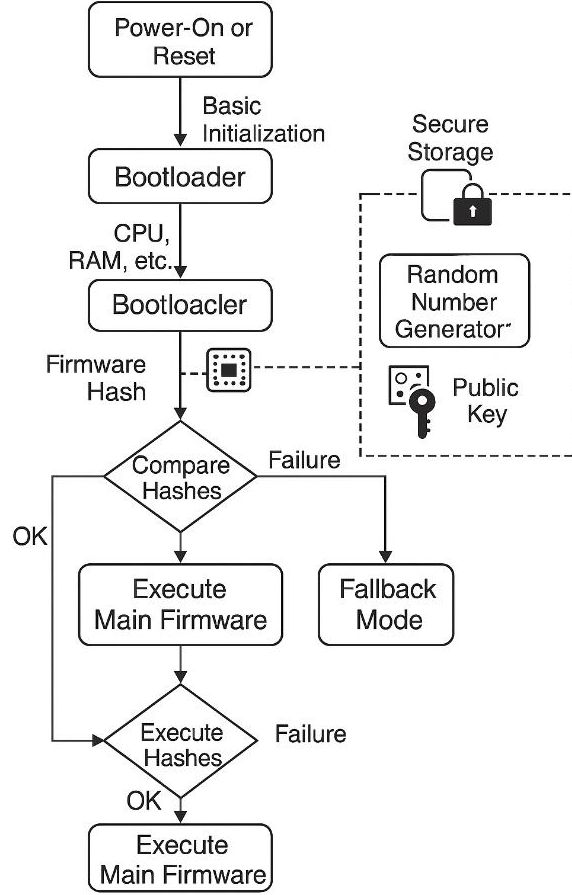 Power-On or
Reset
Basic
Initialization
Bootloader
CPU,
RAM, etc.
Bootloacler
Firmware
Hash
Secure
Storage
Random
Number
Generator
Public
Key
Compare
Hashes
Failure
OK
Execute
Main Firmware
Fallback
Mode
Execute
Hashes
Failure
OK
Execute
Main Firmware